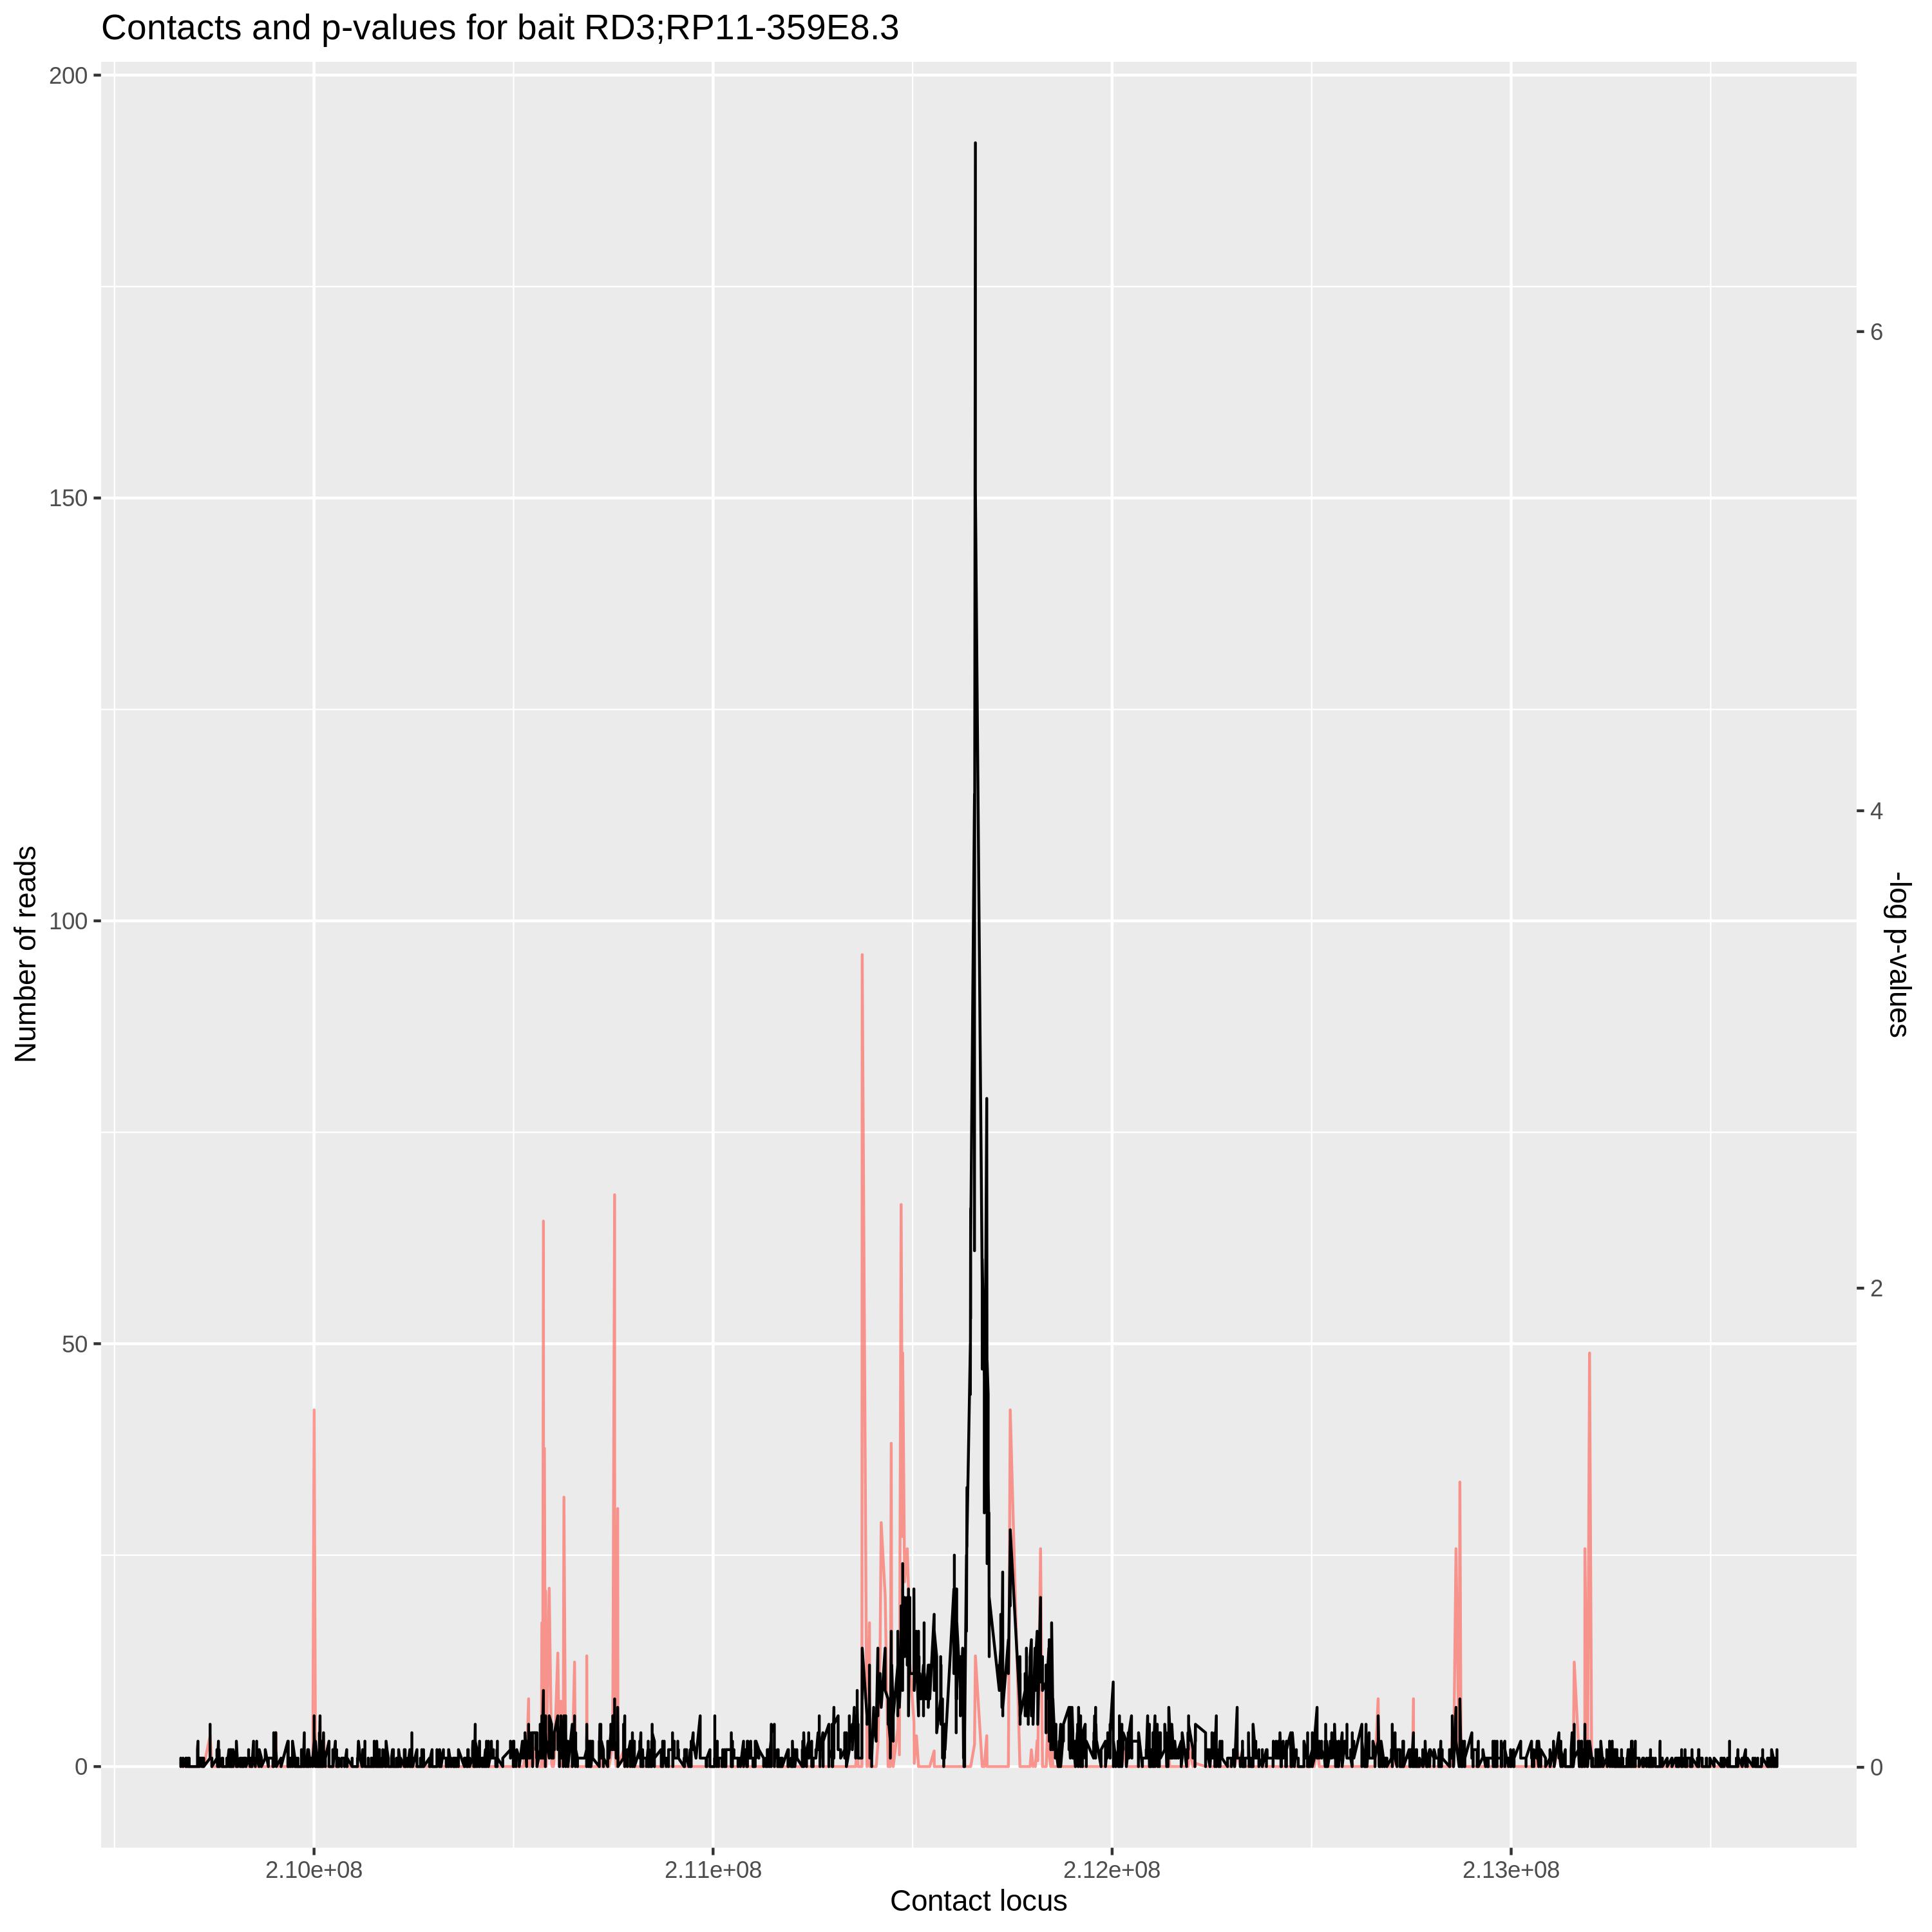 Contacts and p-values for bait RD3;RP11-359E8.3
200
150
100
50
0
Number of reads
6
4
2
0
-log p-values
2.10e+08 2.11e+08 2.12e+08 2.13e+08
Contact locus